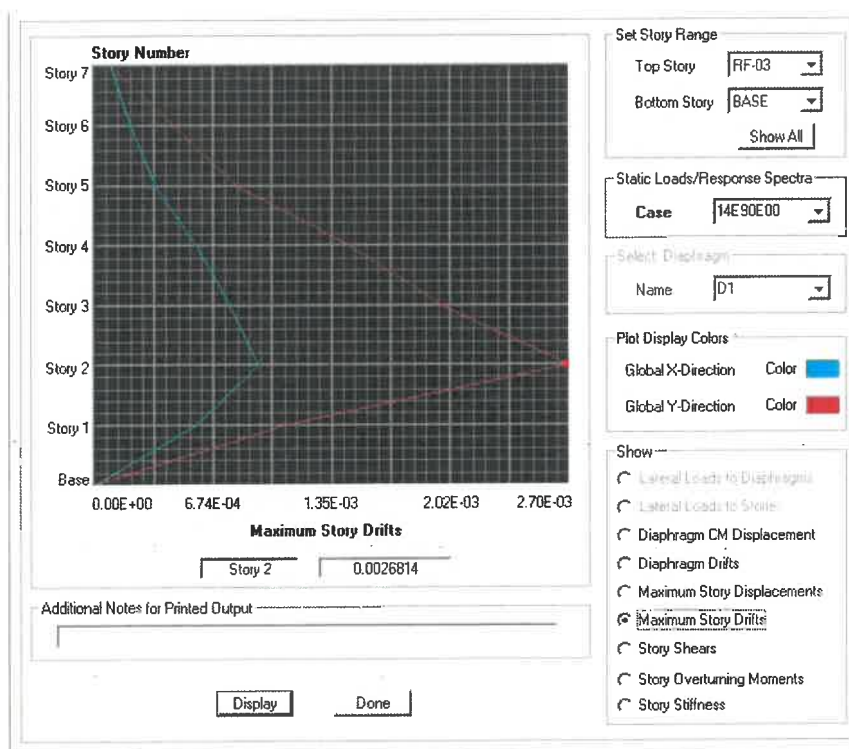 Story Number
Story 7
Story 6
Story 5
Story 4
Story 3
Story 2
Story 1
Base
0.00E+00 6.74E-04 1.35E-03 2.02E-03 2.70E-03
Maximum Story Drifts
Story 2 0.0026814
Additional Notes for Printed Output
Display Done
Set Story Range
Top Story RF-03
Bottom Story BASE
Show All
Static Loads/Response Spectra
Case 14E90E00
Select Diaphragm
Name D1
Plot Display Colors
Global X-Direction Color
Global Y-Direction Color
Show
Lateral Loads to Diaphragms
Lateral Loads to Stories
Diaphragm CM Displacement
Diaphragm Drifts
Maximum Story Displacements
Maximum Story Drifts
Story Shears
Story Overturning Moments
Story Stiffness